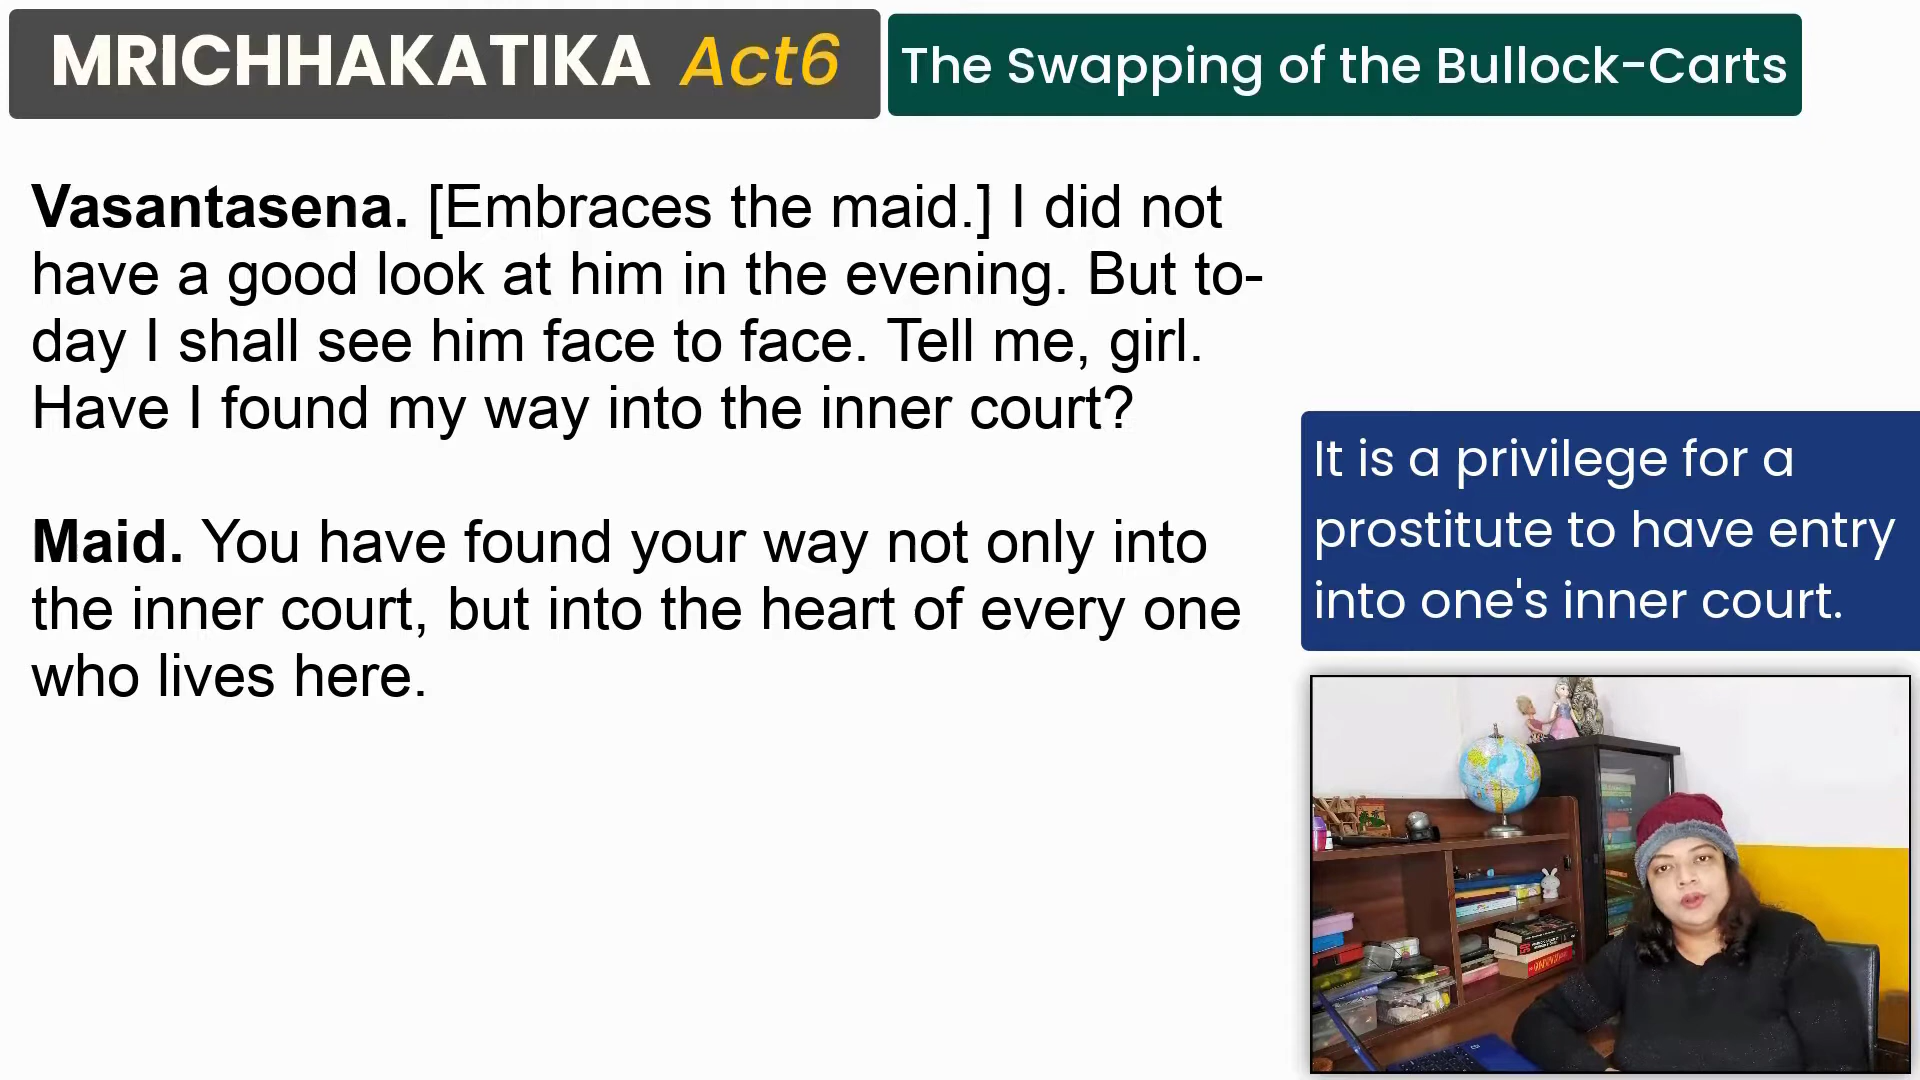 MRICHHAKATIKA Act6
The Swapping of the Bullock-Carts
Vasantasena. [Embraces the maid.] I did not
have a good look at him in the evening. But to-
day I shall see him face to face. Tell me, girl.
Have I found my way into the inner court?
Maid. You have found your way not only into
the inner court, but into the heart of every one
who lives here.
It is a privilege for a
prostitute to have entry
into one's inner court.